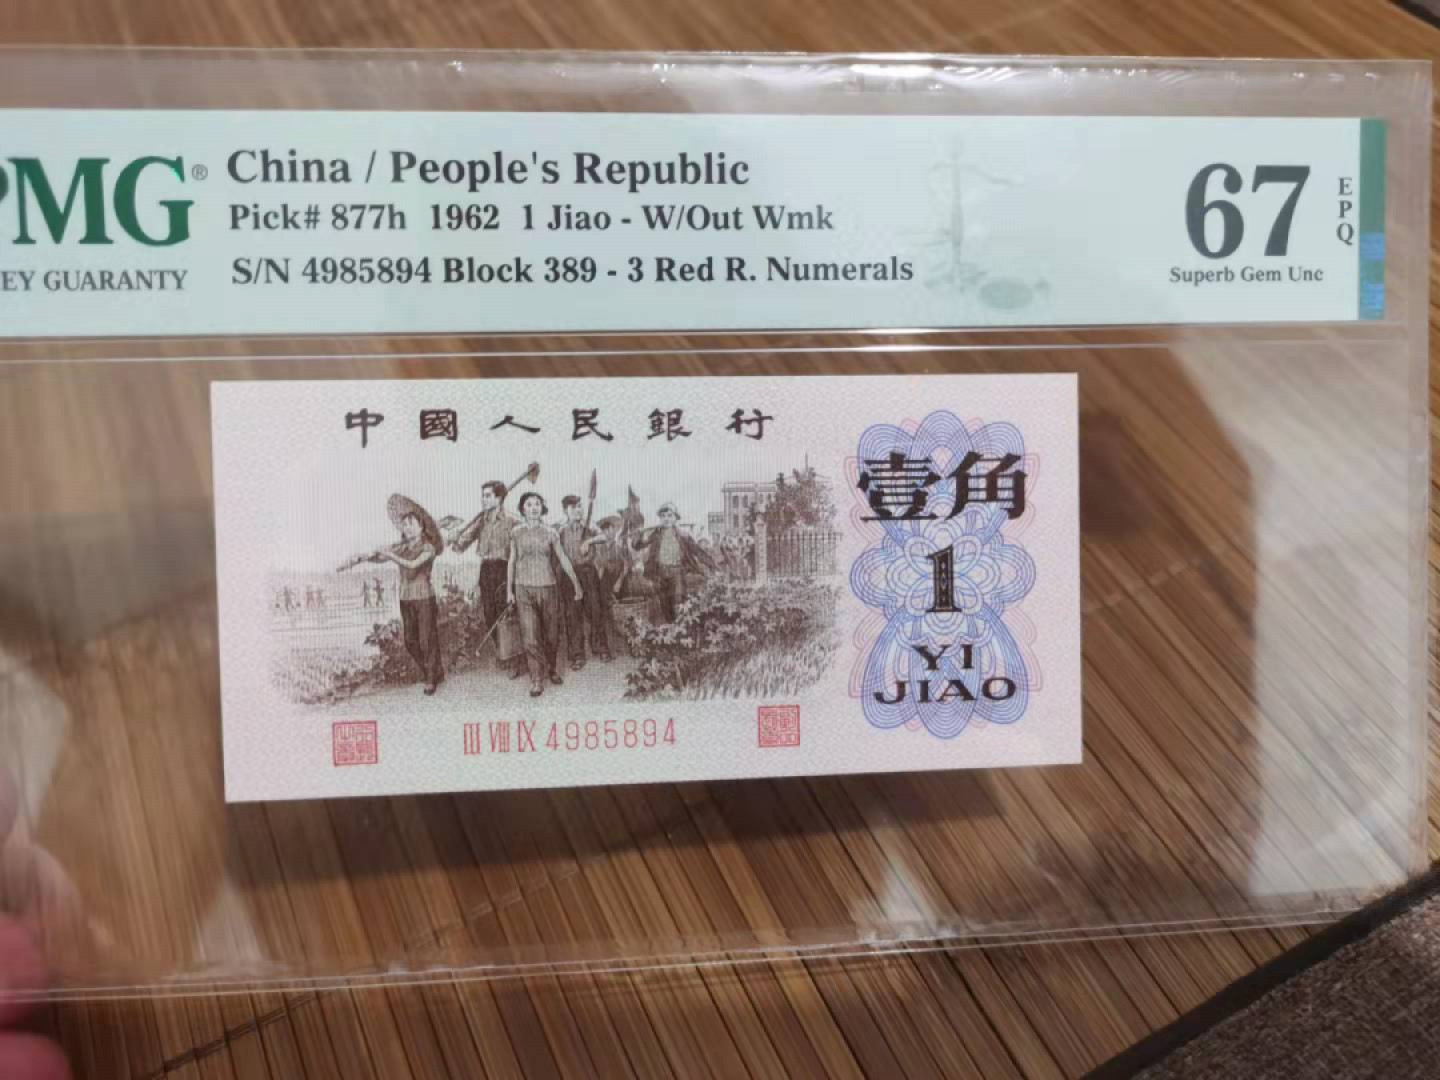 PMG®
EY GUARANTY
China / People's Republic
Pick# 877h 1962 1 Jiao - W/Out Wmk
S/N 4985894 Block 389 - 3 Red R. Numerals
67
EPQ
Superb Gem Unc
中國人民銀行
壹角
1
YI
JIAO
III VIII IX 4985894